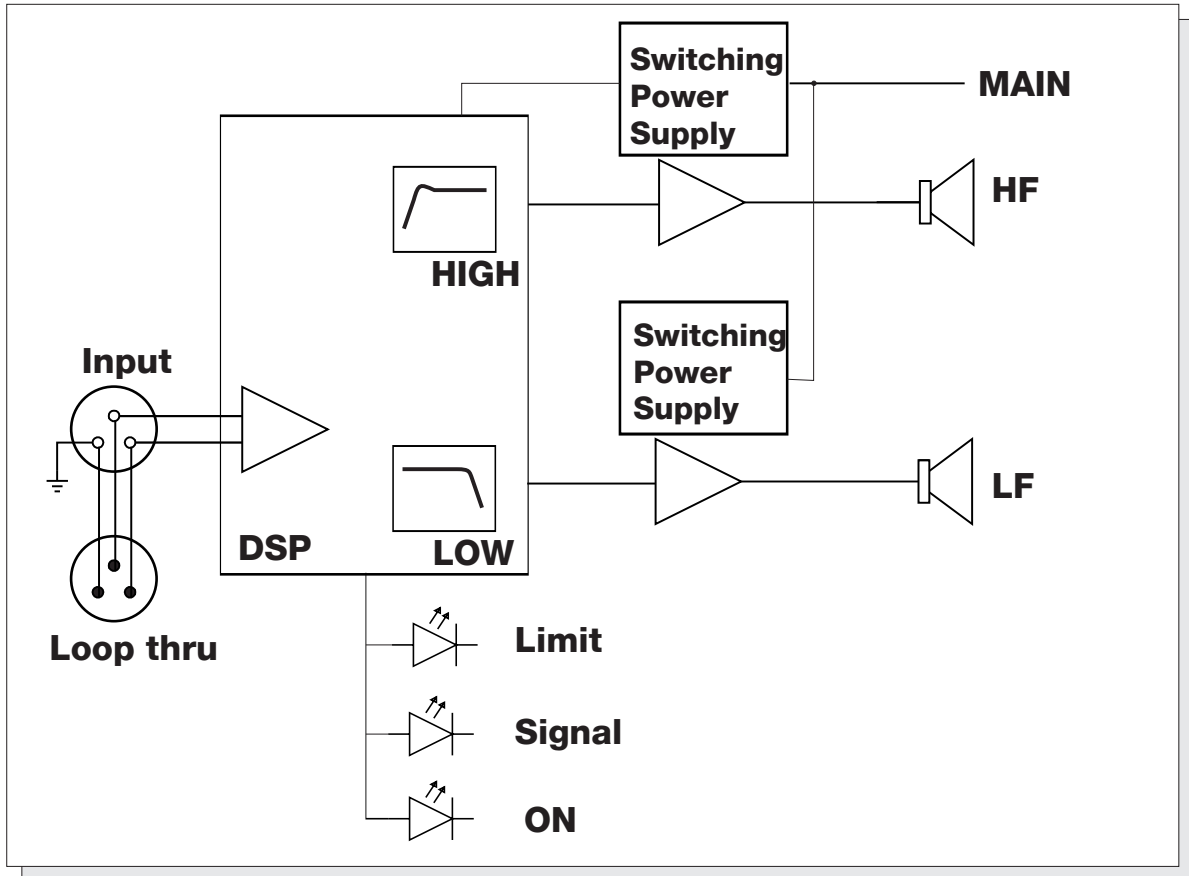 Switching
Power
Supply
MAIN
HF
HIGH
Switching
Power
Supply
Input
LF
DSP
LOW
Loop thru
Limit
Signal
ON